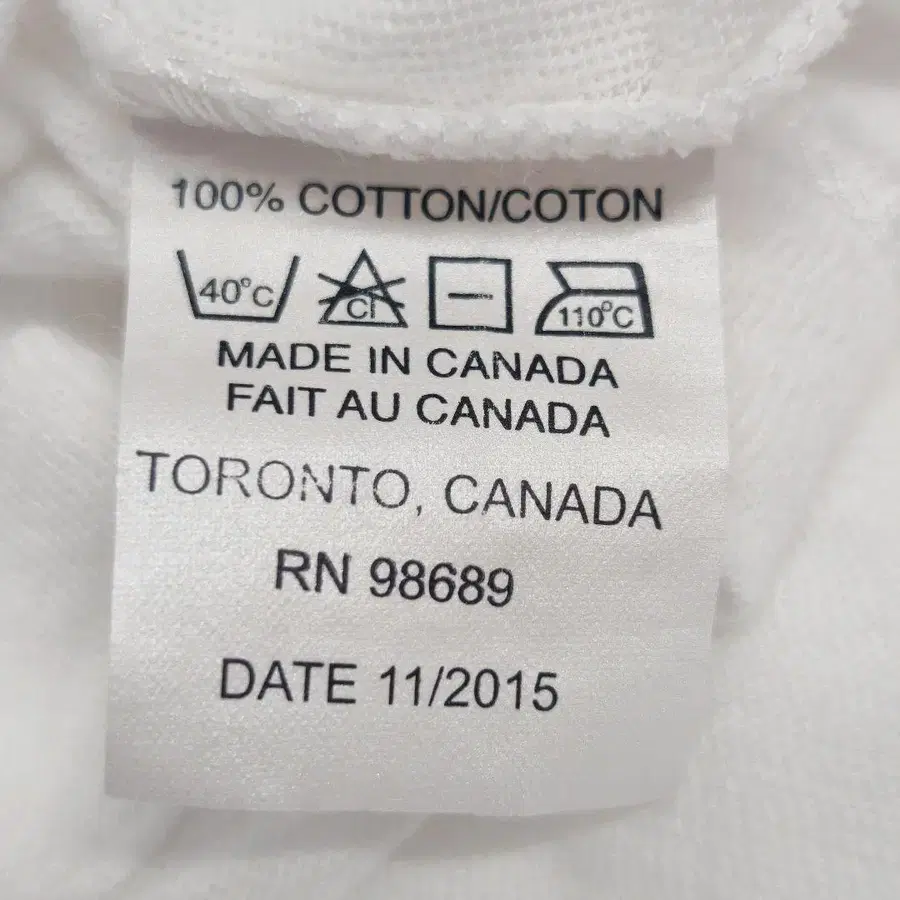 100% COTTON/COTON
40°C Cl 110°C
MADE IN CANADA
FAIT AU CANADA
TORONTO, CANADA
RN 98689
DATE 11/2015